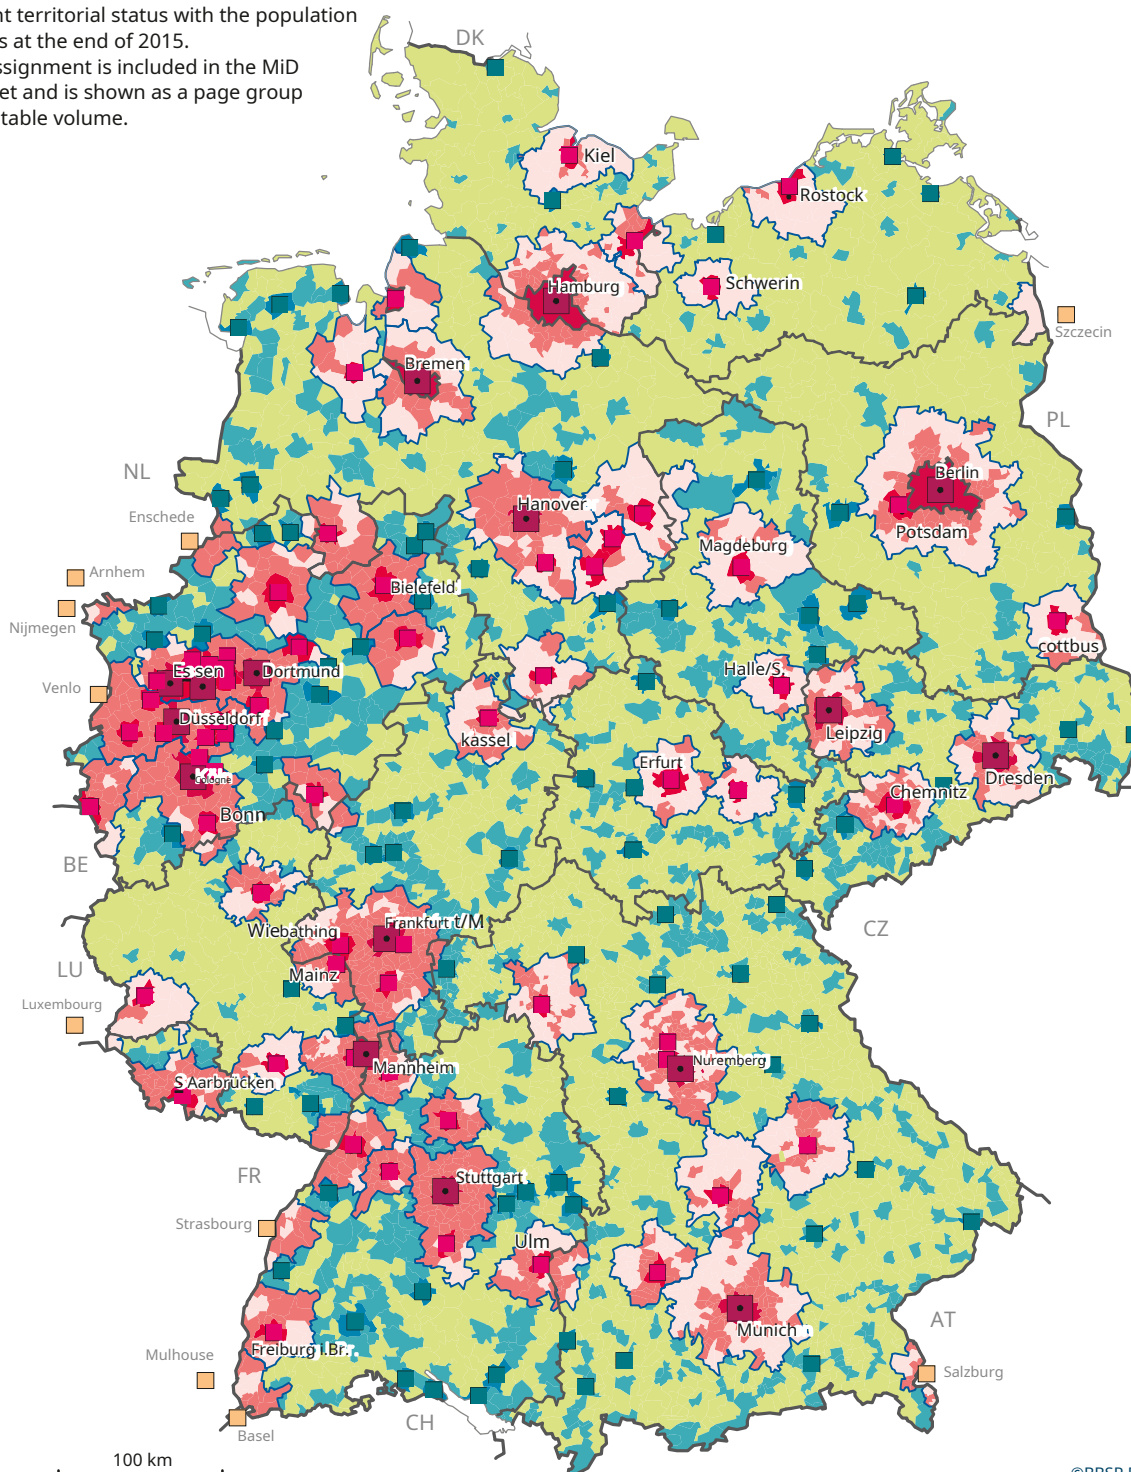 nt territorial status with the population
s at the end of 2015.
ssignment is included in the MiD
et and is shown as a page group
table volume.
DK
Kiel
Rostock
Hamburg
Schwerin
Szczecin
Bremen
PL
NL
Berlin
Hanover
Enschede
Potsdam
Magdeburg
Arnhem
Bielefeld
Nijmegen
cottbus
Essen
Dortmund
Halle/S.
Venlo
Düsseldorf
Leipzig
kassel
Erfurt
Cologne
Dresden
Chemnitz
Bonn
BE
Wiebathing
Frankfurt t/M
CZ
LU
Mainz
Luxembourg
Nuremberg
Mannheim
S Aarbrücken
FR
Stuttgart
Strasbourg
Ulm
AT
Munich
Mulhouse
Freiburg i.Br.
Salzburg
CH
Basel
100 km